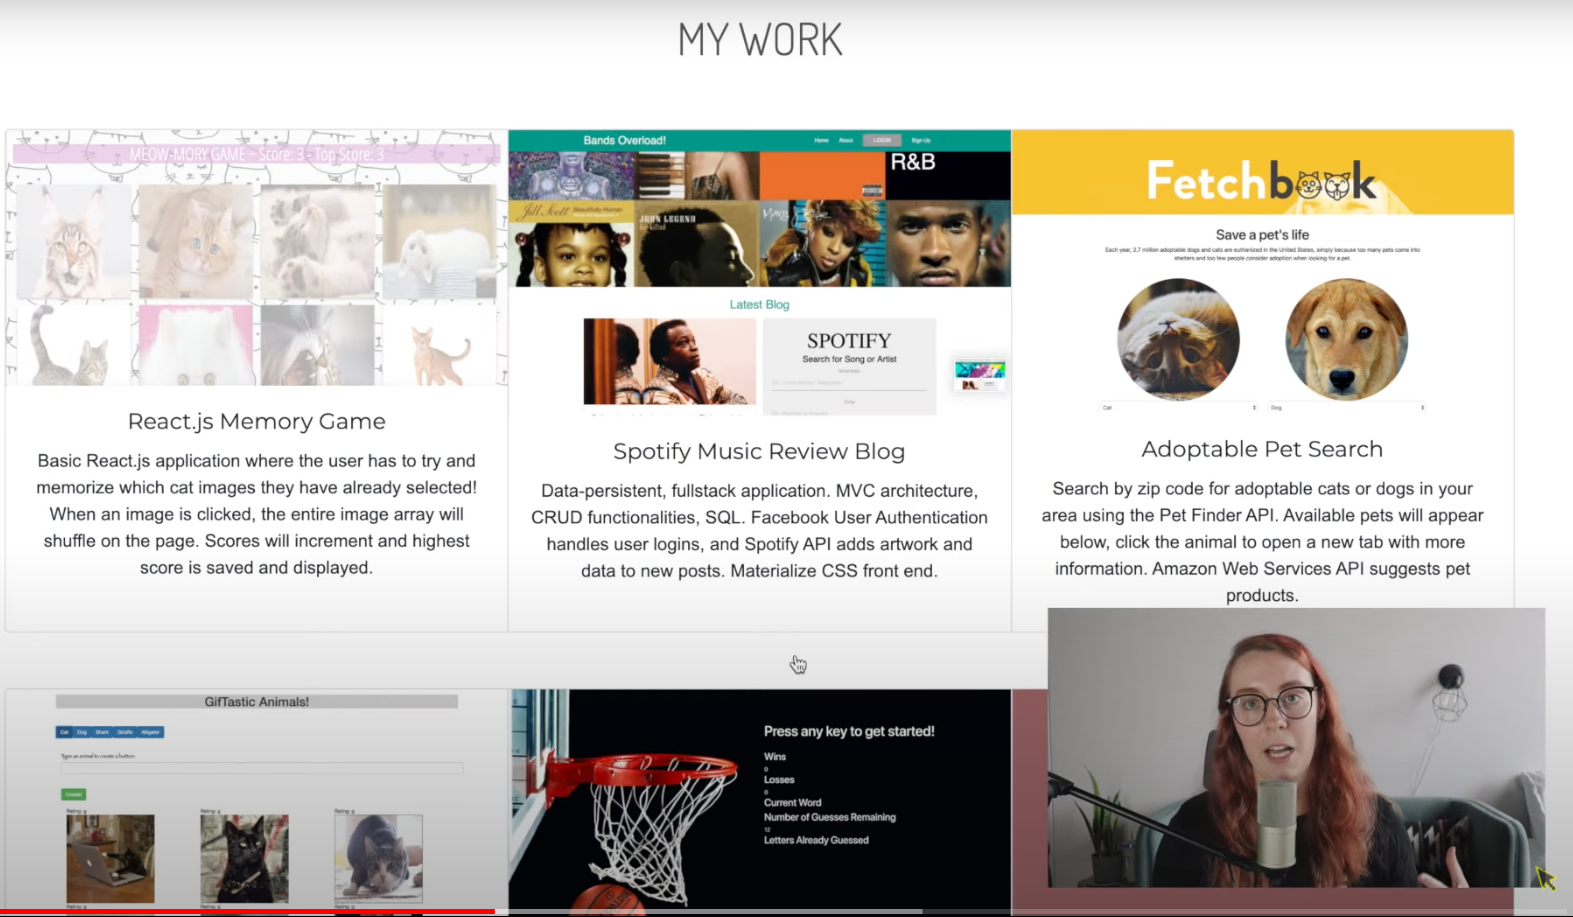 MY WORK
MEOW-MORY GAME - Score: 3 - Top Score: 3
React.js Memory Game
Basic React.js application where the user has to try and
memorize which cat images they have already selected!
When an image is clicked, the entire image array will
shuffle on the page. Scores will increment and highest
score is saved and displayed.
Bands Overload!
Home
About
LOGIN
Sign Up
R&B
Jill Scott
Beautifully Human
JOHN LEGEND
Latest Blog
SPOTIFY
Search for Song or Artist
Spotify Music Review Blog
Data-persistent, fullstack application. MVC architecture,
CRUD functionalities, SQL. Facebook User Authentication
handles user logins, and Spotify API adds artwork and
data to new posts. Materialize CSS front end.
Fetchbook
Save a pet's life
Each year, 2.7 million adoptable dogs and cats are euthanized in the United States, simply because too many pets come into
shelters and too few people consider adoption when looking for a pet.
Cat
Dog
Adoptable Pet Search
Search by zip code for adoptable cats or dogs in your
area using the Pet Finder API. Available pets will appear
below, click the animal to open a new tab with more
information. Amazon Web Services API suggests pet
products.
GifTastic Animals!
Cat
Dog
Shark
Giraffe
Alligator
Type an animal to create a button:
Create
Rating: g
Rating: g
Rating: g
Press any key to get started!
Wins
0
Losses
0
Current Word
Number of Guesses Remaining
12
Letters Already Guessed